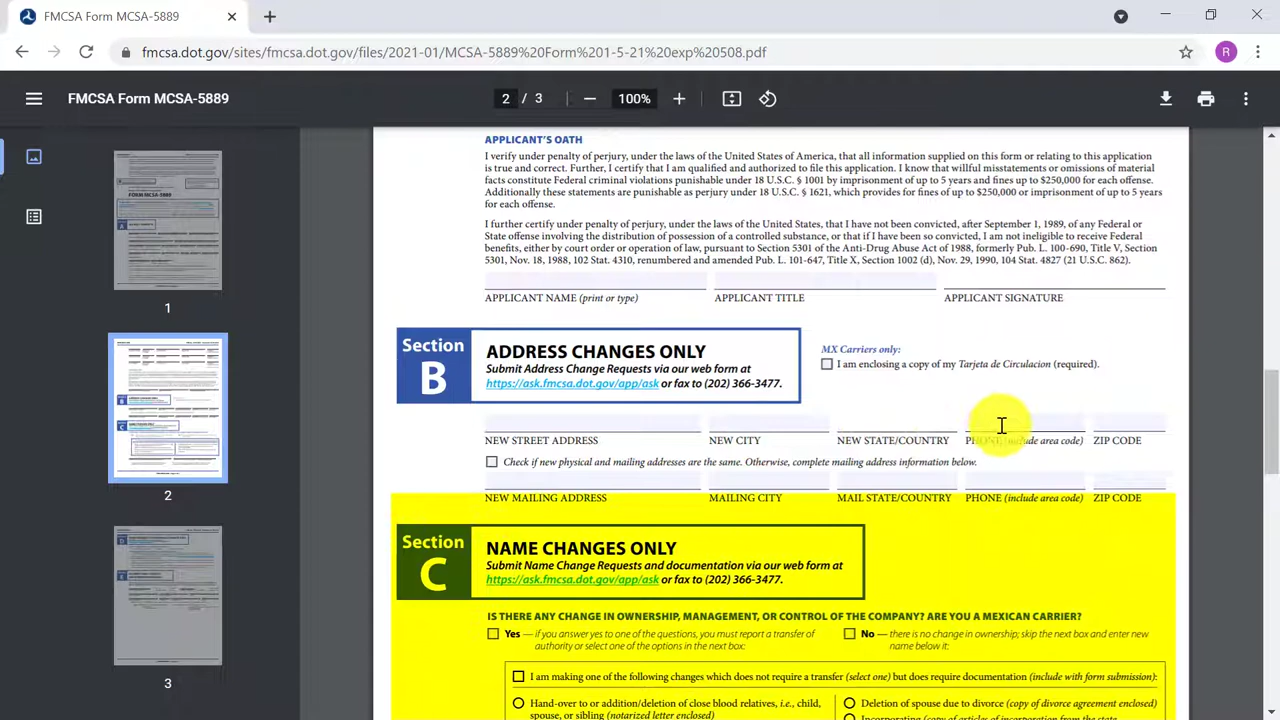 FMCSA Form MCSA-5889
R
fmcsa.dot.gov/sites/fmcsa.dot.gov/files/2021-01/MCSA-5889%20Form%201-5-21%20exp%20508.pdf
FMCSA Form MCSA-5889
2 / 3
100%
1
2
3
APPLICANT'S OATH
I verify under penalty of perjury, under the laws of the United States of America, that all information supplied on this form or relating to this application
is true and correct. Further, I certify that I am qualified and authorized to file this application. I know that willful misstatements or omissions of material
facts constitute Federal criminal violations punishable under 18 U.S.C. § 1001 by imprisonment of up to 5 years and fines up to $250,000 for each offense.
Additionally these statements are punishable as perjury under 18 U.S.C. § 1621, which provides for fines of up to $250,000 or imprisonment of up to 5 years
for each offense.
I further certify under penalty of perjury, under the laws of the United States, that I have not been convicted, after September 1, 1989, of any Federal or
State offense involving the distribution of possession of a controlled substance, or that if I have been so convicted, I am not ineligible to receive Federal
benefits, either by court order or operation of law, pursuant to Section 5301 of the Anti-Drug Abuse Act of 1988, formerly Pub. L. 100-690, Title V, Section
5301, Nov. 18, 1988, 102 Stat. 4310, renumbered and amended Pub. L. 101-647, Title X, Section 1002 (d), Nov. 29, 1990, 104 Stat. 4827 (21 U.S.C. 862).
APPLICANT NAME (print or type) APPLICANT TITLE APPLICANT SIGNATURE
Section B
ADDRESS CHANGES ONLY
Submit Address Change Requests via our web form at
https://ask.fmcsa.dot.gov/app/ask or fax to (202) 366-3477.
MX Carriers only:
I am enclosing a copy of my Tarjeta de Circulacion (required).
NEW STREET ADDRESS NEW CITY NEW STATE/COUNTRY PHONE (include area code) ZIP CODE
Check if new physical and mailing addresses are the same. Otherwise, complete mailing address information below.
NEW MAILING ADDRESS MAILING CITY MAIL STATE/COUNTRY PHONE (include area code) ZIP CODE
Section C
NAME CHANGES ONLY
Submit Name Change Requests and documentation via our web form at
https://ask.fmcsa.dot.gov/app/ask or fax to (202) 366-3477.
IS THERE ANY CHANGE IN OWNERSHIP, MANAGEMENT, OR CONTROL OF THE COMPANY? ARE YOU A MEXICAN CARRIER?
Yes — if you answer yes to one of the questions, you must report a transfer of
authority or select one of the options in the next box:
No — there is no change in ownership; skip the next box and enter new
name below it:
I am making one of the following changes which does not require a transfer (select one) but does require documentation (include with form submission):
Hand-over to or addition/deletion of close blood relatives, i.e., child,
spouse, or sibling (notarized letter enclosed)
Deletion of spouse due to divorce (copy of divorce agreement enclosed)
Incorporating (copy of articles of incorporation from the state